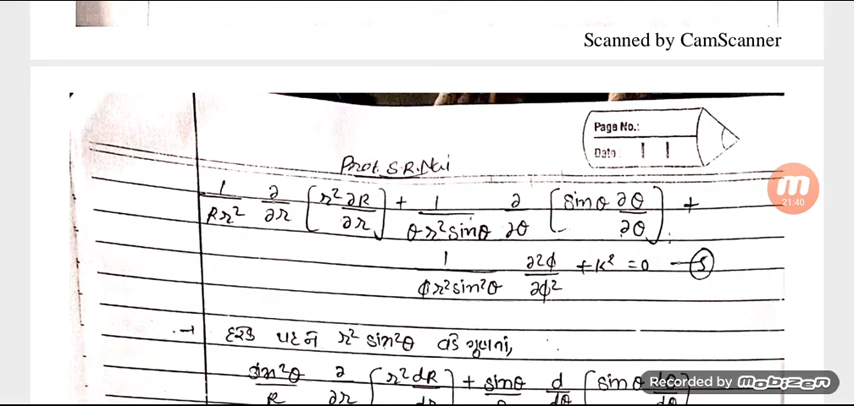 Scanned by CamScanner
Page No.:
Date
Prof. S.R. Nai
1/(Rr²) ∂/∂r [r² ∂R/∂r] + 1/(θ r² sinθ) ∂/∂θ [sinθ ∂θ/∂θ] +
1/(ϕ r² sin²θ) ∂²ϕ/∂ϕ² + K² = 0 — ⑤
→ દરેક પદને r² sin²θ વડે ગુણતાં,
sin²θ/R ∂/∂r [r² dR/dr] + sinθ d/dθ [sinθ dθ/dθ]
M
21:40
Recorded by MOBIZEN